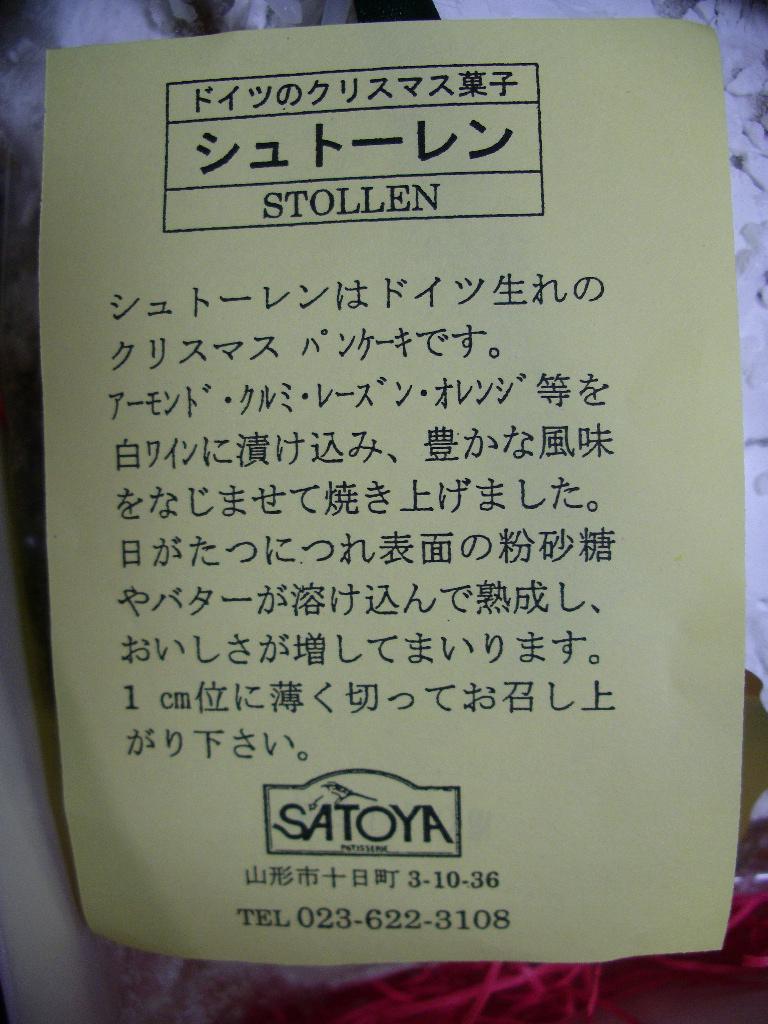 ドイツのクリスマス菓子
シュトーレン
STOLLEN
シュトーレンはドイツ生れの
クリスマス パンケーキです。
アーモンド・クルミ・レーズン・オレンジ等を
白ワインに漬け込み、豊かな風味
をなじませて焼き上げました。
日がたつにつれ表面の粉砂糖
やバターが溶け込んで熟成し、
おいしさが増してまいります。
1 cm位に薄く切ってお召し上
がり下さい。
SATOYA
PATISSERIE
山形市十日町 3-10-36
TEL 023-622-3108